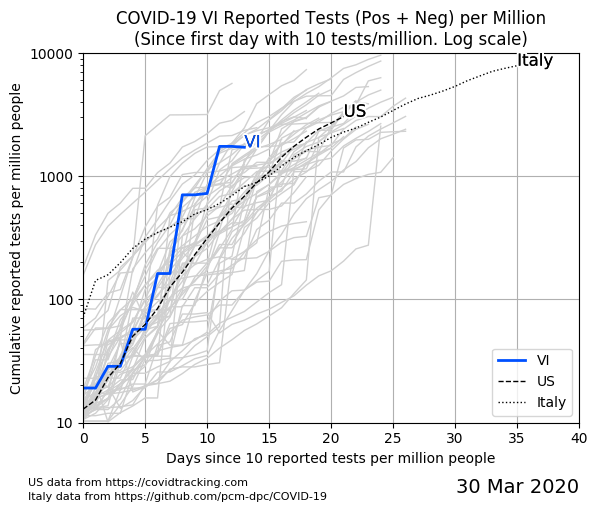 COVID-19 VI Reported Tests (Pos + Neg) per Million
(Since first day with 10 tests/million. Log scale)
Cumulative reported tests per million people
10000
1000
100
10
Italy
US
VI
VI
US
Italy
0 5 10 15 20 25 30 35 40
Days since 10 reported tests per million people
US data from https://covidtracking.com
Italy data from https://github.com/pcm-dpc/COVID-19
30 Mar 2020